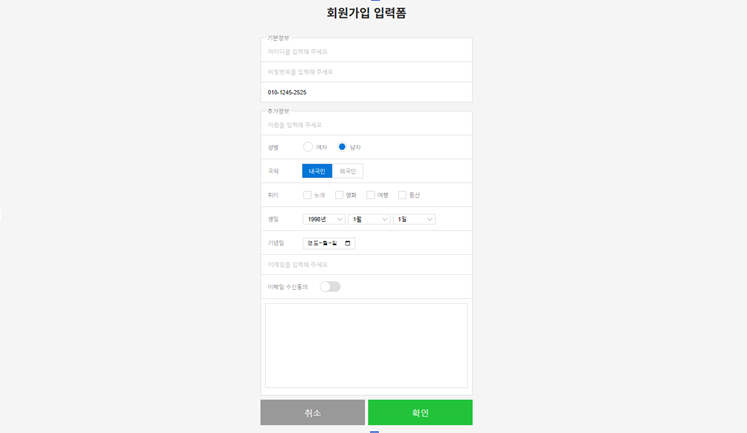 회원가입 입력폼
기본정보
아이디를 입력해 주세요
비밀번호를 입력해 주세요
010-1245-2525
추가정보
이름을 입력해 주세요
성별 여자 남자
국적 내국인 외국인
취미 노래 영화 여행 등산
생일 1998년 1월 1일
기념일 연도-월-일
이메일을 입력해 주세요
이메일 수신동의
취소 확인